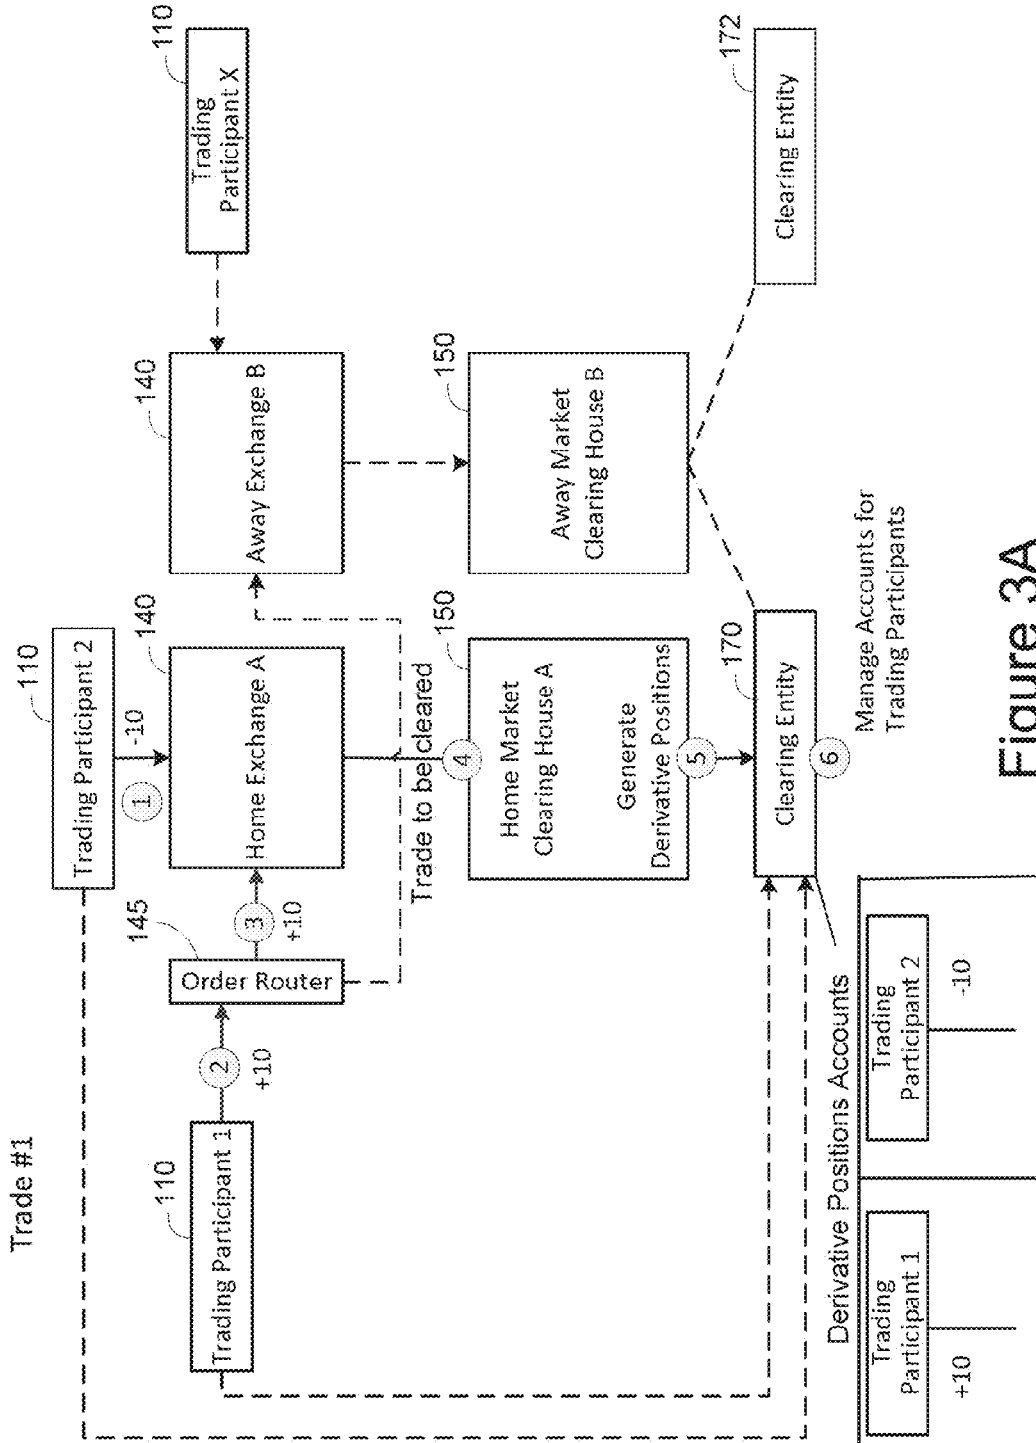 Trade #1
110
Trading Participant 2
1
-10
110
Trading Participant 1
2
+10
145
Order Router
3
+10
140
Home Exchange A
140
Away Exchange B
110
Trading
Participant X
Trade to be cleared
4
150
Home Market
Clearing House A
Generate
Derivative Positions
5
150
Away Market
Clearing House B
170
Clearing Entity
6
172
Clearing Entity
Manage Accounts for
Trading Participants
Derivative Positions Accounts
Trading
Participant 1
+10
Trading
Participant 2
-10
Figure 3A